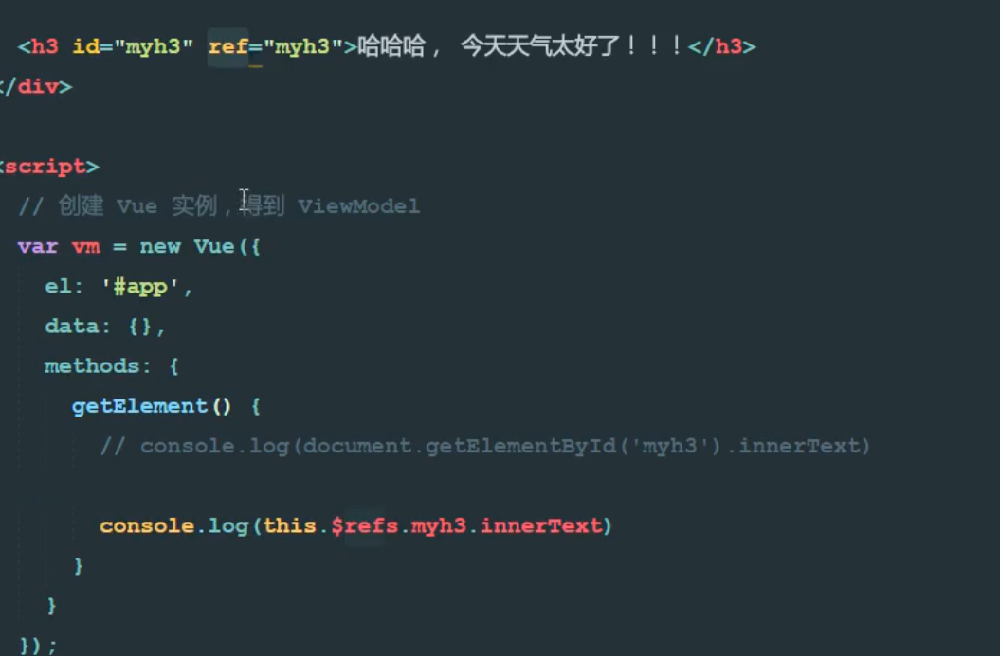 <h3 id="myh3" ref="myh3">哈哈哈， 今天天气太好了！！！</h3>
</div>
<script>
// 创建 Vue 实例，得到 ViewModel
var vm = new Vue({
el: '#app',
data: {},
methods: {
getElement() {
// console.log(document.getElementById('myh3').innerText)
console.log(this.$refs.myh3.innerText)
}
}
});